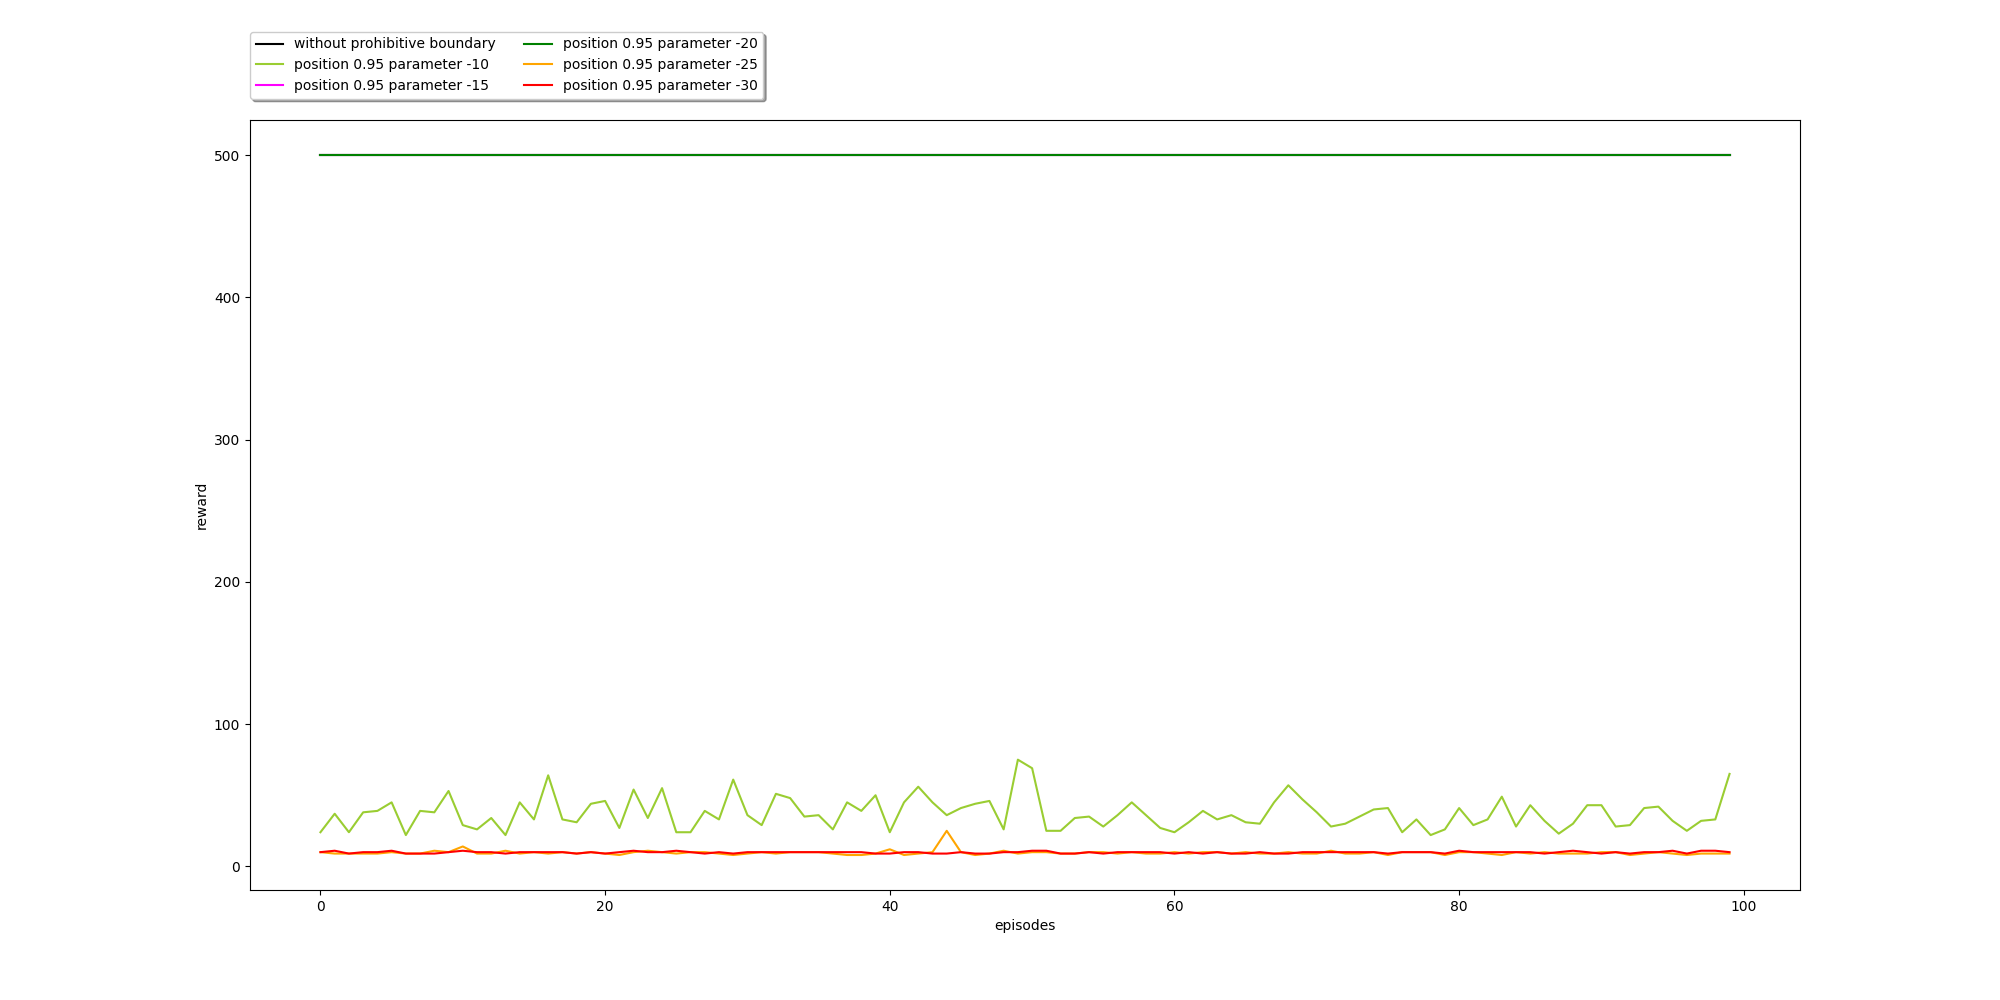 without prohibitive boundary
position 0.95 parameter -10
position 0.95 parameter -15
position 0.95 parameter -20
position 0.95 parameter -25
position 0.95 parameter -30
500
400
300
200
100
0
reward
0 20 40 60 80 100
episodes